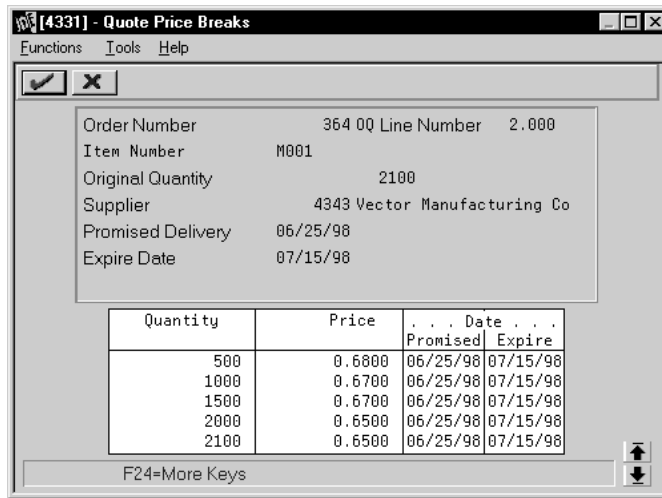 JDE [4331] - Quote Price Breaks
Functions Tools Help
Order Number 364 OQ Line Number 2.000
Item Number M001
Original Quantity 2100
Supplier 4343 Vector Manufacturing Co
Promised Delivery 06/25/98
Expire Date 07/15/98
Quantity Price . . . Date . . .
Promised Expire
500 0.6800 06/25/98 07/15/98
1000 0.6700 06/25/98 07/15/98
1500 0.6700 06/25/98 07/15/98
2000 0.6500 06/25/98 07/15/98
2100 0.6500 06/25/98 07/15/98
F24=More Keys